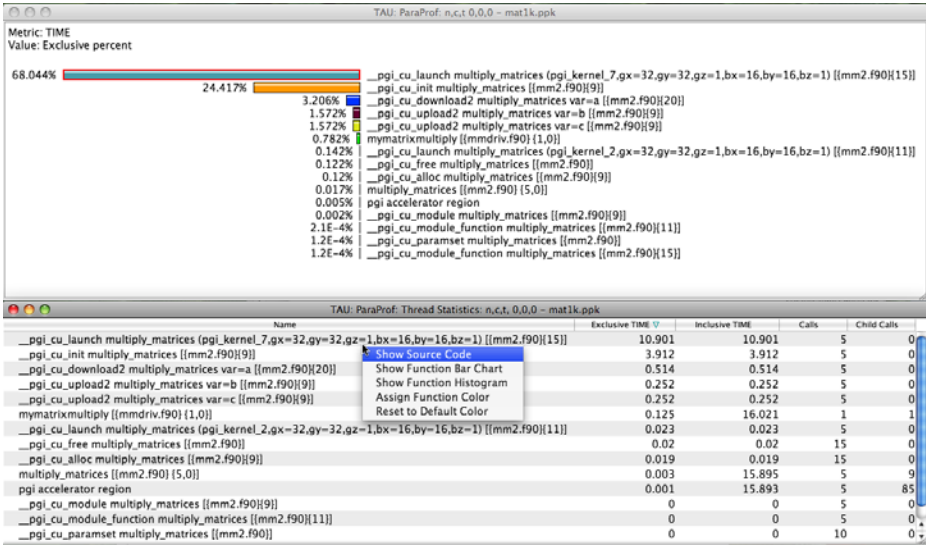 TAU: ParaProf: n,c,t 0,0,0 – mat1k.ppk
Metric: TIME
Value: Exclusive percent
68.044% __pgi_cu_launch multiply_matrices (pgi_kernel_7,gx=32,gy=32,gz=1,bx=16,by=16,bz=1) [{mm2.f90}{15}]
24.417% __pgi_cu_init multiply_matrices [{mm2.f90}{9}]
3.206% __pgi_cu_download2 multiply_matrices var=a [{mm2.f90}{20}]
1.572% __pgi_cu_upload2 multiply_matrices var=b [{mm2.f90}{9}]
1.572% __pgi_cu_upload2 multiply_matrices var=c [{mm2.f90}{9}]
0.782% mymatrixmultiply [{mmdriv.f90} {1,0}]
0.142% __pgi_cu_launch multiply_matrices (pgi_kernel_2,gx=32,gy=32,gz=1,bx=16,by=16,bz=1) [{mm2.f90}{11}]
0.122% __pgi_cu_free multiply_matrices [{mm2.f90}]
0.12% __pgi_cu_alloc multiply_matrices [{mm2.f90}{9}]
0.017% multiply_matrices [{mm2.f90} {5,0}]
0.005% pgi accelerator region
0.002% __pgi_cu_module multiply_matrices [{mm2.f90}{9}]
2.1E-4% __pgi_cu_module_function multiply_matrices [{mm2.f90}{11}]
1.2E-4% __pgi_cu_paramset multiply_matrices [{mm2.f90}]
1.2E-4% __pgi_cu_module_function multiply_matrices [{mm2.f90}{15}]
TAU: ParaProf: Thread Statistics: n,c,t, 0,0,0 – mat1k.ppk
Name Exclusive TIME ▽ Inclusive TIME Calls Child Calls
__pgi_cu_launch multiply_matrices (pgi_kernel_7,gx=32,gy=32,gz=1,bx=16,by=16,bz=1) [{mm2.f90}{15}] 10.901 10.901 5 0
__pgi_cu_init multiply_matrices [{mm2.f90}{9}] 3.912 3.912 5 0
__pgi_cu_download2 multiply_matrices var=a [{mm2.f90}{20}] 0.514 0.514 5 0
__pgi_cu_upload2 multiply_matrices var=b [{mm2.f90}{9}] 0.252 0.252 5 0
__pgi_cu_upload2 multiply_matrices var=c [{mm2.f90}{9}] 0.252 0.252 5 0
mymatrixmultiply [{mmdriv.f90} {1,0}] 0.125 16.021 1 1
__pgi_cu_launch multiply_matrices (pgi_kernel_2,gx=32,gy=32,gz=1,bx=16,by=16,bz=1) [{mm2.f90}{11}] 0.023 0.023 5 0
__pgi_cu_free multiply_matrices [{mm2.f90}] 0.02 0.02 15 0
__pgi_cu_alloc multiply_matrices [{mm2.f90}{9}] 0.019 0.019 15 0
multiply_matrices [{mm2.f90} {5,0}] 0.003 15.895 5 9
pgi accelerator region 0.001 15.893 5 85
__pgi_cu_module multiply_matrices [{mm2.f90}{9}] 0 0 5 0
__pgi_cu_module_function multiply_matrices [{mm2.f90}{11}] 0 0 5 0
__pgi_cu_paramset multiply_matrices [{mm2.f90}] 0 0 10 0
Show Source Code
Show Function Bar Chart
Show Function Histogram
Assign Function Color
Reset to Default Color